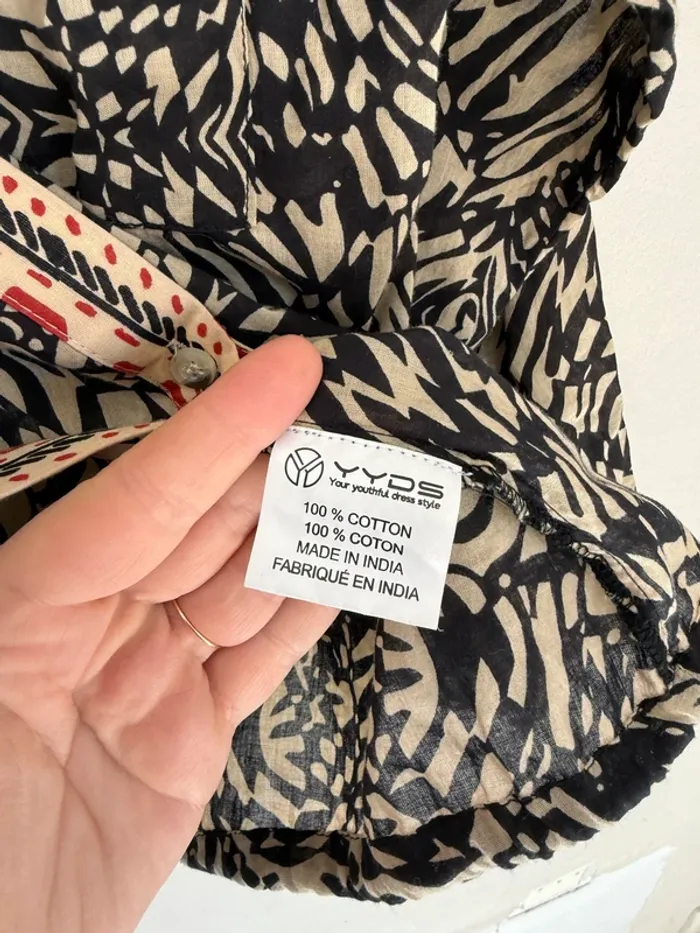 YYDS
Your youthful dress style
100 % COTTON
100 % COTON
MADE IN INDIA
FABRIQUÉ EN INDIA